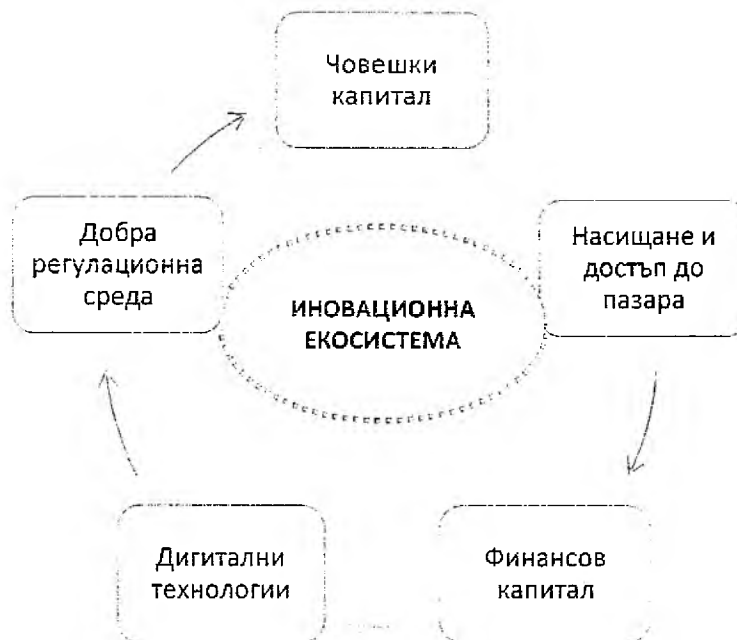 Човешки
капитал
Добра
регулационна
среда
Насищане и
достъп до
пазара
ИНОВАЦИОННА
ЕКОСИСТЕМА
Дигитални
технологии
Финансов
капитал